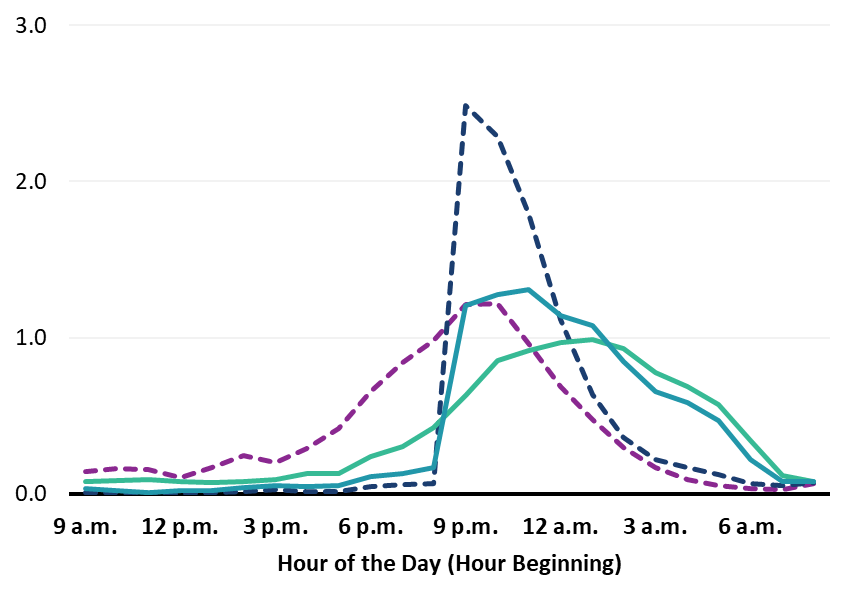 3.0
2.0
1.0
0.0
9 a.m. 12 p.m. 3 p.m. 6 p.m. 9 p.m. 12 a.m. 3 a.m. 6 a.m.
Hour of the Day (Hour Beginning)